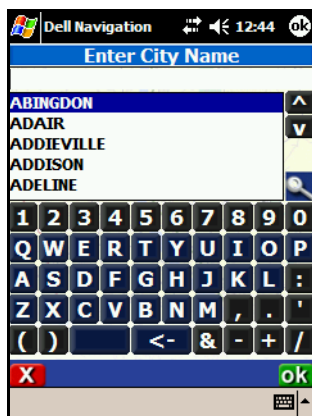 Dell Navigation 12:44 ok
Enter City Name
ABINGDON
ADAIR
ADDIEVILLE
ADDISON
ADELINE
^
v
1 2 3 4 5 6 7 8 9 0
Q W E R T Y U I O P
A S D F G H J K L :
Z X C V B N M , . '
( ) <- & - + /
X ok